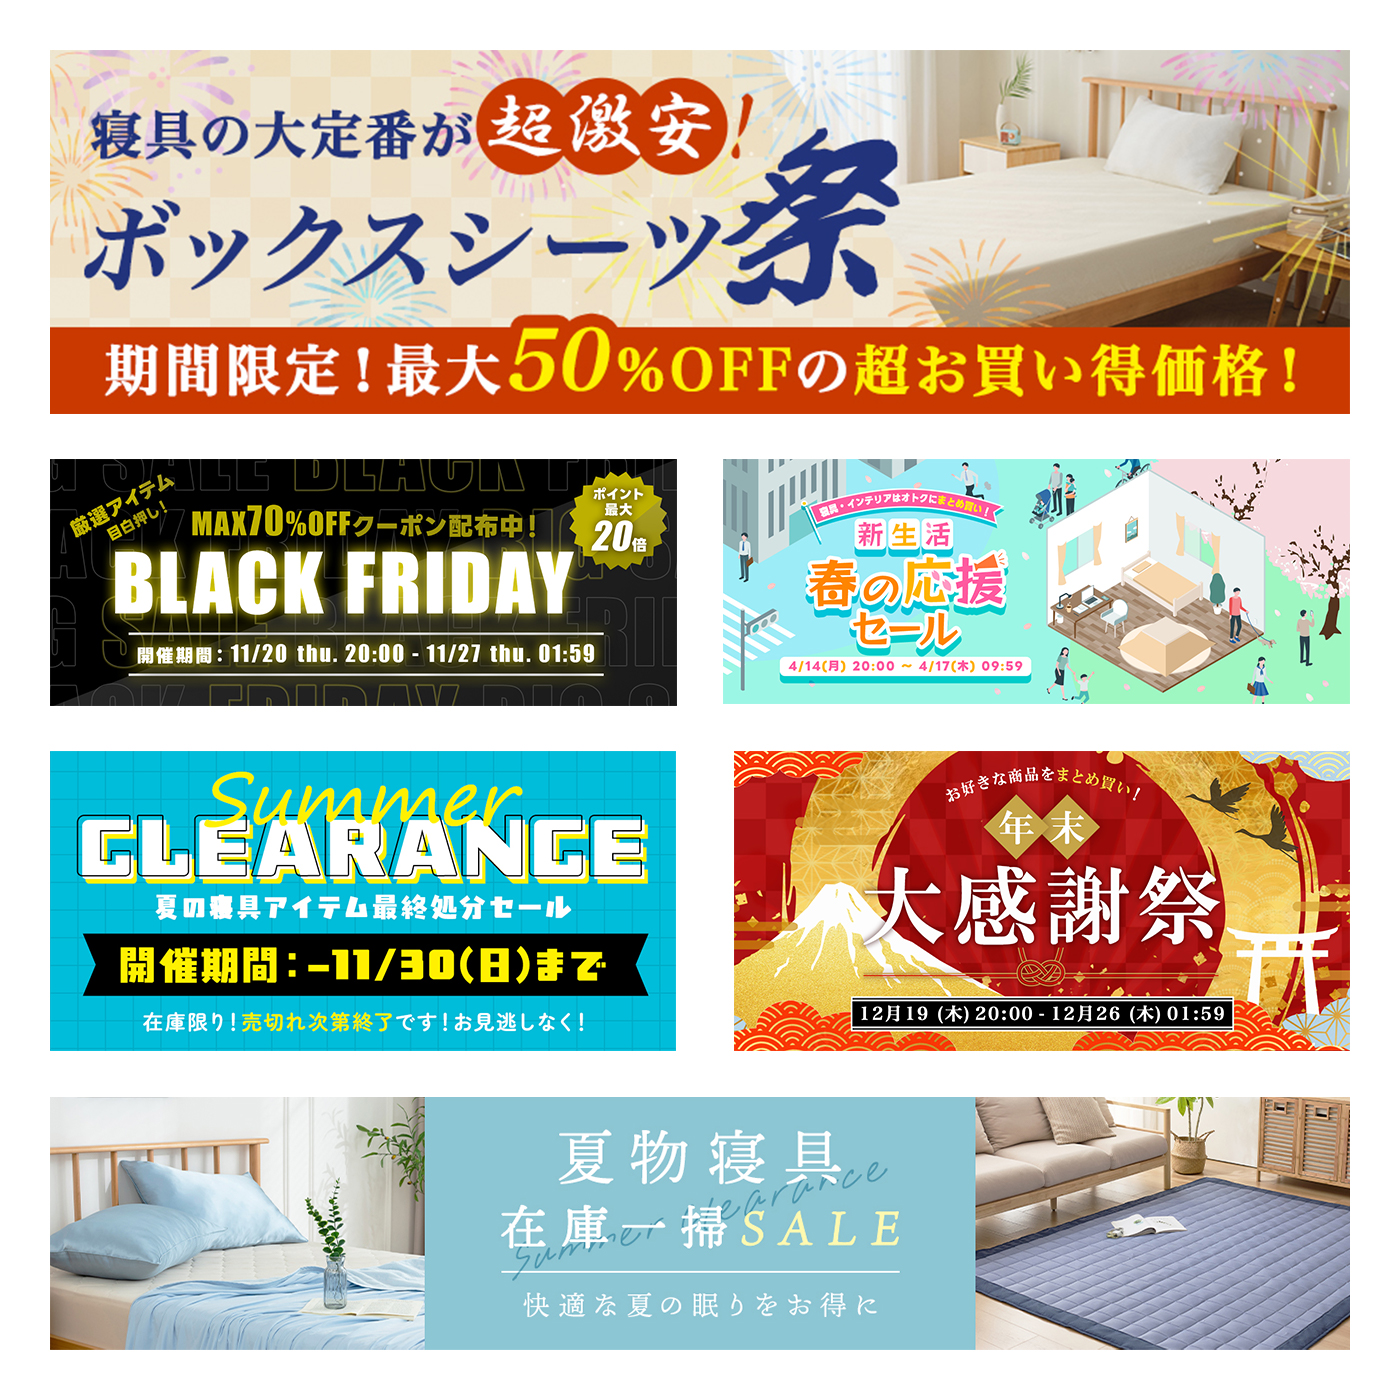 寝具の大定番が超激安!
ボックスシーツ祭
期間限定!最大50%OFFの超お買い得価格!
厳選アイテム
目白押し!
MAX70%OFFクーポン配布中!
ポイント
最大
20倍
BLACK FRIDAY
開催期間:11/20 thu. 20:00 - 11/27 thu. 01:59
寝具・インテリアはオトクにまとめ買い!
新生活
春の応援
セール
4/14(月) 20:00 〜 4/17(木) 09:59
Summer
CLEARANCE
夏の寝具アイテム最終処分セール
開催期間:-11/30(日)まで
在庫限り!売切れ次第終了です!お見逃しなく!
お好きな商品をまとめ買い!
年末
大感謝祭
12月19 (木) 20:00 - 12月26 (木) 01:59
夏物寝具
在庫一掃SALE
Summer clearance
快適な夏の眠りをお得に